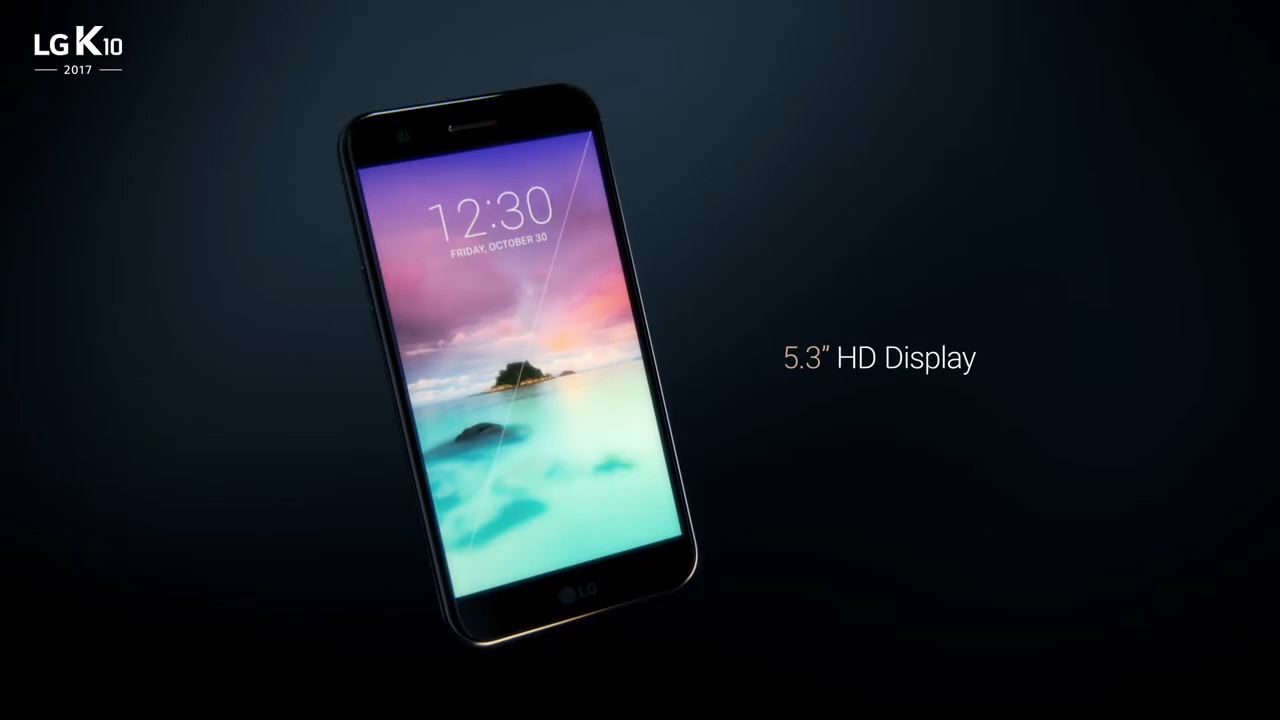 LG K10
2017
12:30
FRIDAY, OCTOBER 30
5.3” HD Display
LG